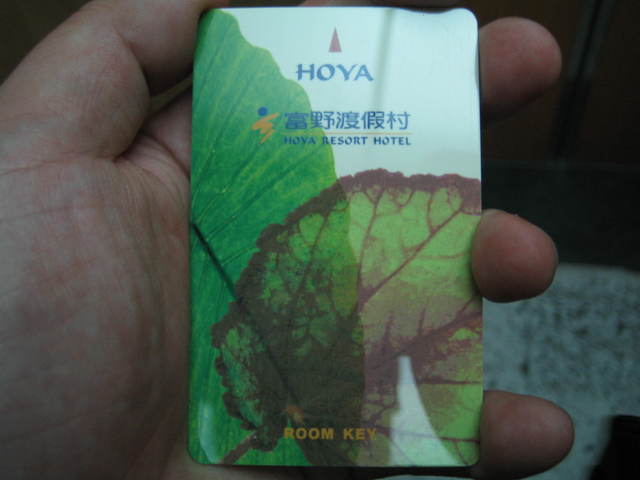 HOYA
富野渡假村
HOYA RESORT HOTEL
ROOM KEY